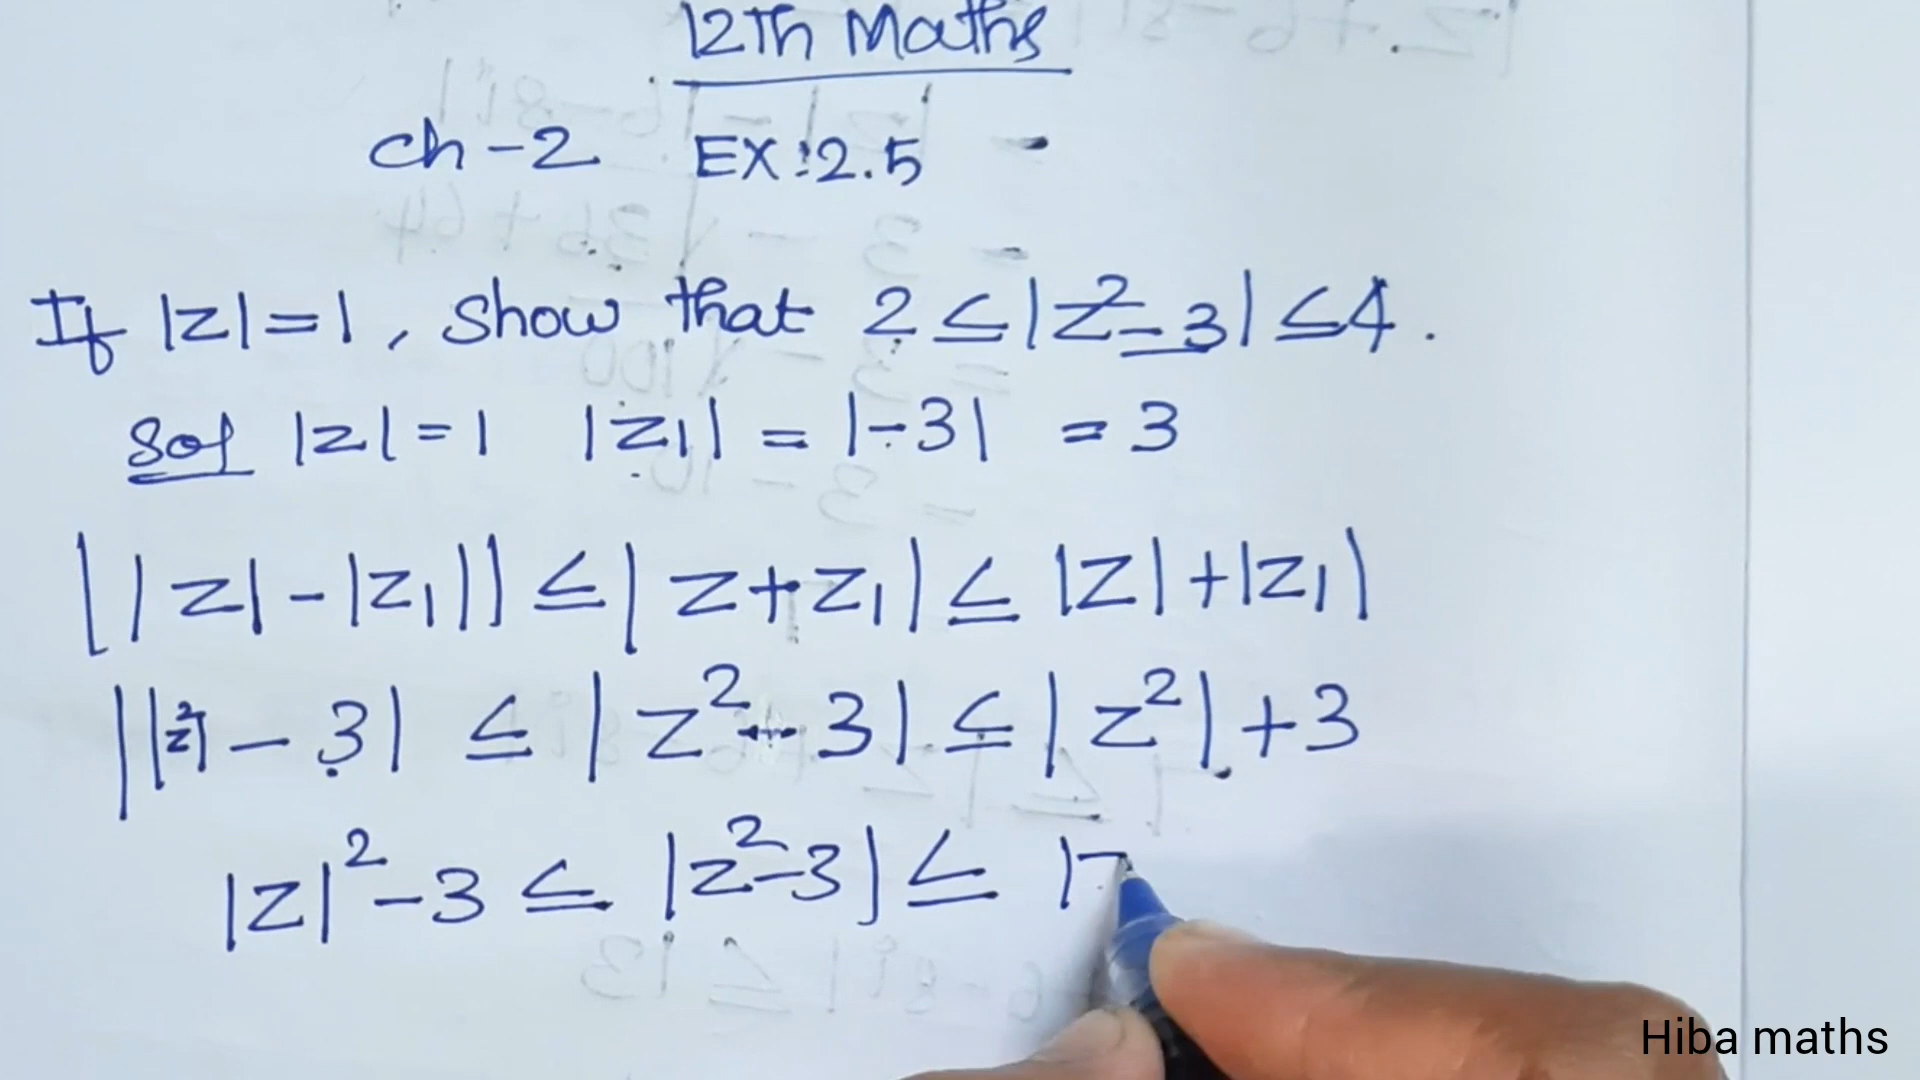 12Th Maths
Ch-2 EX:2.5
If |z|=1, Show that 2 ≤ |z²-3| ≤ 4.
Sol |z|=1 |z₁| = |-3| = 3
||z|-|z₁|| ≤ |z+z₁| ≤ |z|+|z₁|
||z²|-3| ≤ |z²-3| ≤ |z²|+3
|z|²-3 ≤ |z²-3| ≤ |z
Hiba maths